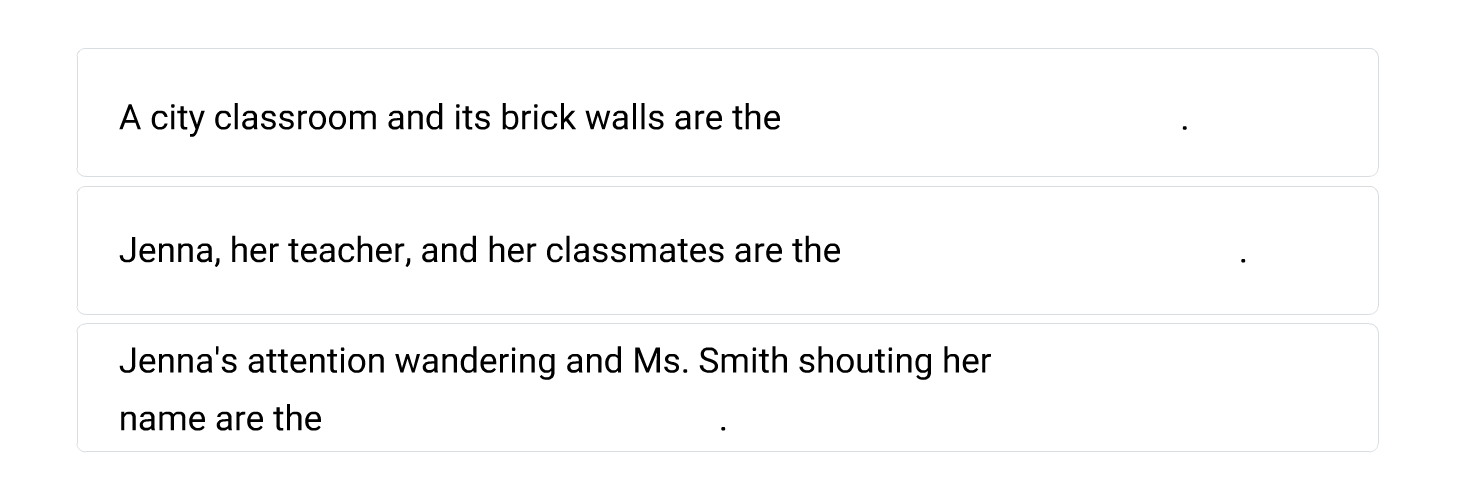 A city classroom and its brick walls are the .
Jenna, her teacher, and her classmates are the .
Jenna's attention wandering and Ms. Smith shouting her
name are the .